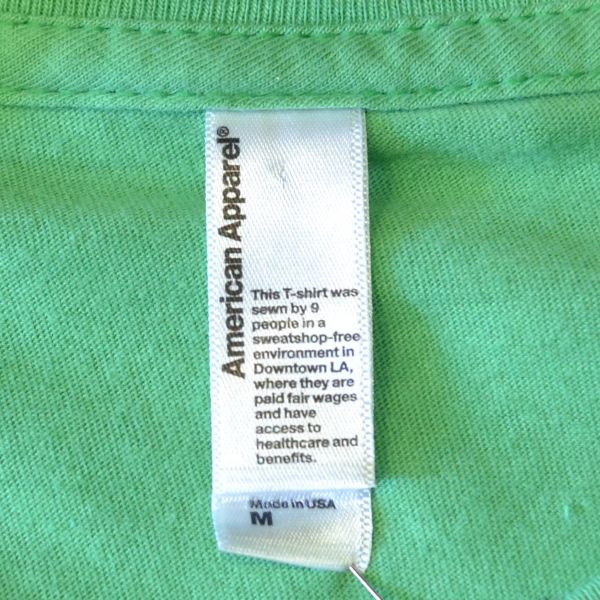 American Apparel®
This T-shirt was
sewn by 9
people in a
sweatshop-free
environment in
Downtown LA,
where they are
paid fair wages
and have
access to
healthcare and
benefits.
Made in USA
M